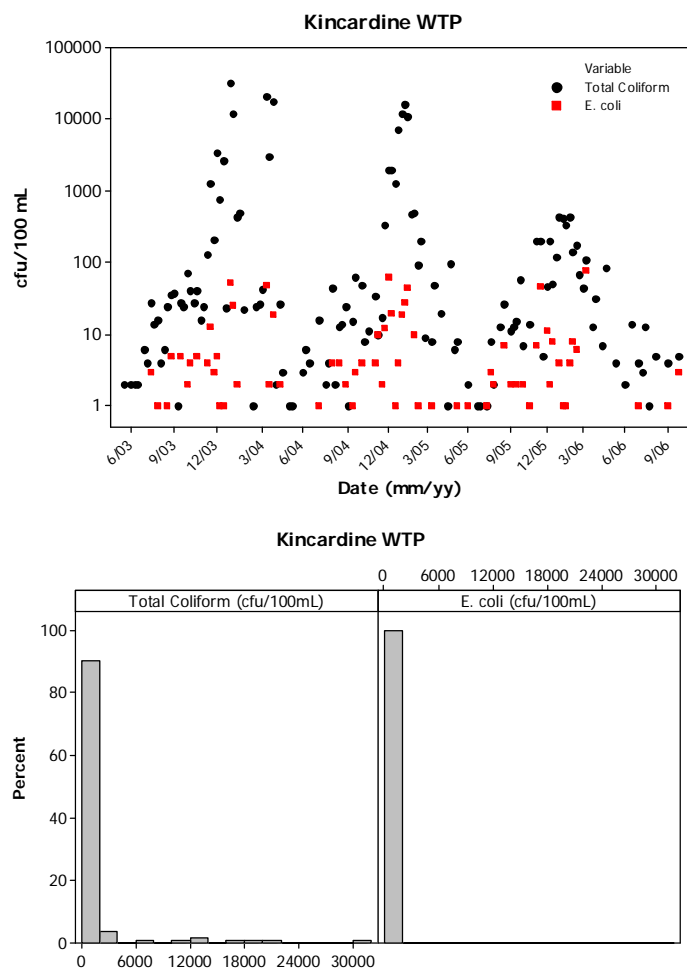 Kincardine WTP
100000
10000
1000
100
10
1
cfu/100 mL
Variable
Total Coliform
E. coli
6/03 9/03 12/03 3/04 6/04 9/04 12/04 3/05 6/05 9/05 12/05 3/06 6/06 9/06
Date (mm/yy)
Kincardine WTP
0 6000 12000 18000 24000 30000
Total Coliform (cfu/100mL) E. coli (cfu/100mL)
100
80
60
40
20
0
Percent
0 6000 12000 18000 24000 30000